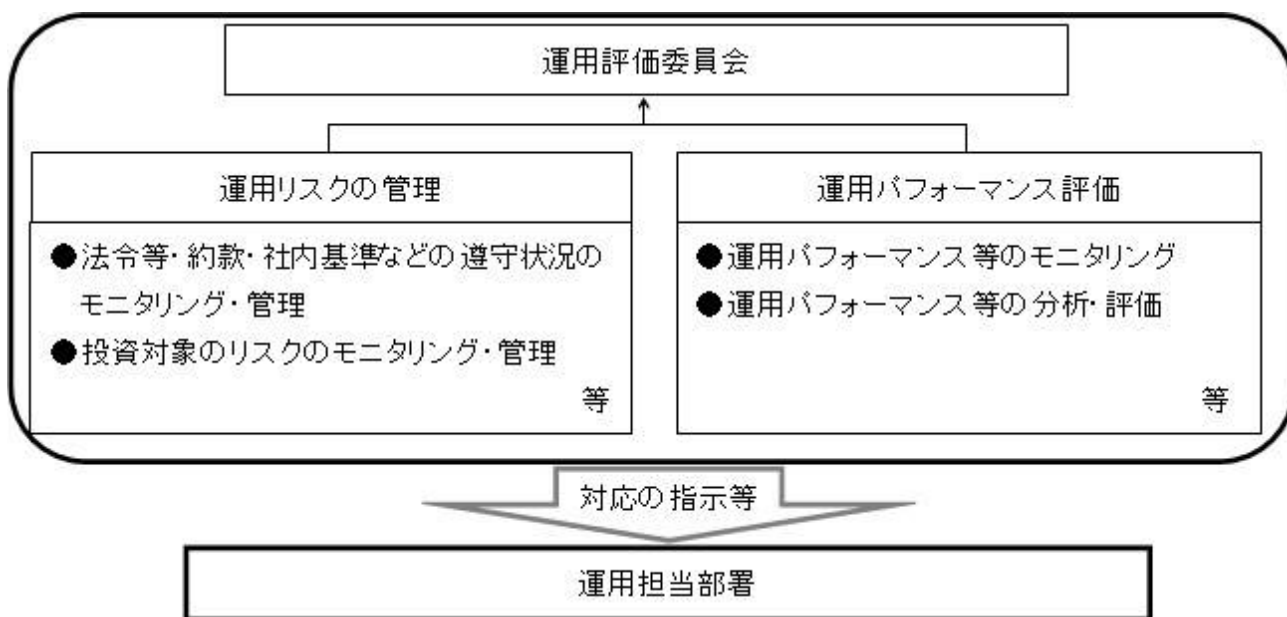 運用評価委員会
運用リスクの管理
●法令等・約款・社内基準などの遵守状況の
モニタリング・管理
●投資対象のリスクのモニタリング・管理
等
運用パフォーマンス評価
●運用パフォーマンス等のモニタリング
●運用パフォーマンス等の分析・評価
等
対応の指示等
運用担当部署